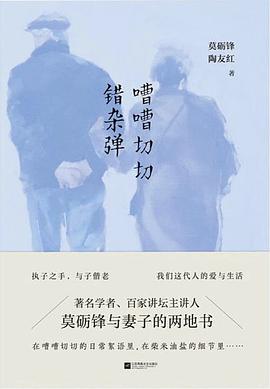 莫砺锋
陶友红
著
嘈嘈切切
错杂弹
执子之手，与子偕老
我们这代人的爱与生活
著名学者、百家讲坛主讲人
莫砺锋与妻子的两地书
在嘈嘈切切的日常絮语里，在柴米油盐的细节里……